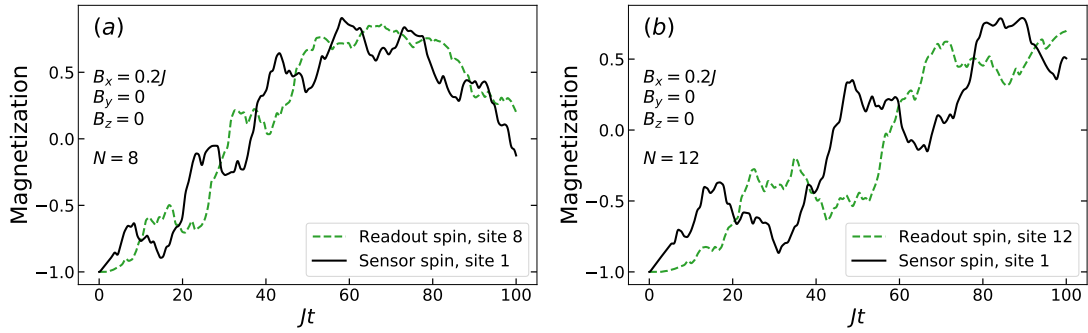 (a)
B_x = 0.2J
B_y = 0
B_z = 0
N = 8
Magnetization
0.5
0.0
−0.5
−1.0
Readout spin, site 8
Sensor spin, site 1
0 20 40 60 80 100
Jt
(b)
B_x = 0.2J
B_y = 0
B_z = 0
N = 12
Magnetization
0.5
0.0
−0.5
−1.0
Readout spin, site 12
Sensor spin, site 1
0 20 40 60 80 100
Jt